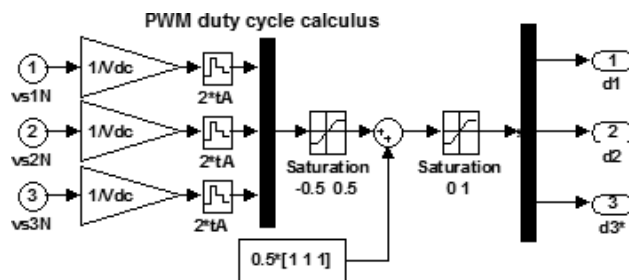 PWM duty cycle calculus
1
vs1N
1/Vdc
2*tA
2
vs2N
1/Vdc
2*tA
3
vs3N
1/Vdc
2*tA
Saturation
-0.5 0.5
+
+
0.5*[1 1 1]
Saturation
0 1
1
d1
2
d2
3
d3*